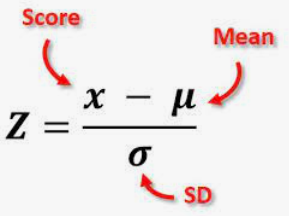 Score
Mean
Z = x − μ
σ
SD